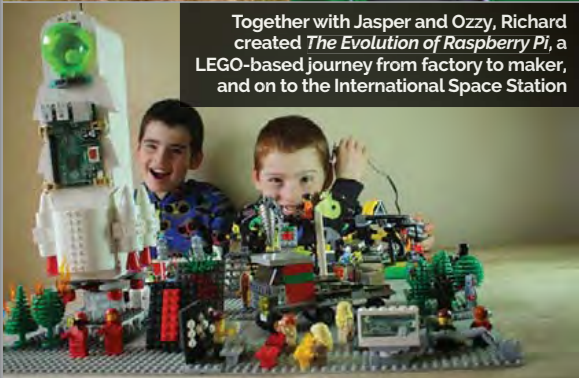 Together with Jasper and Ozzy, Richard
created The Evolution of Raspberry Pi, a
LEGO-based journey from factory to maker,
and on to the International Space Station